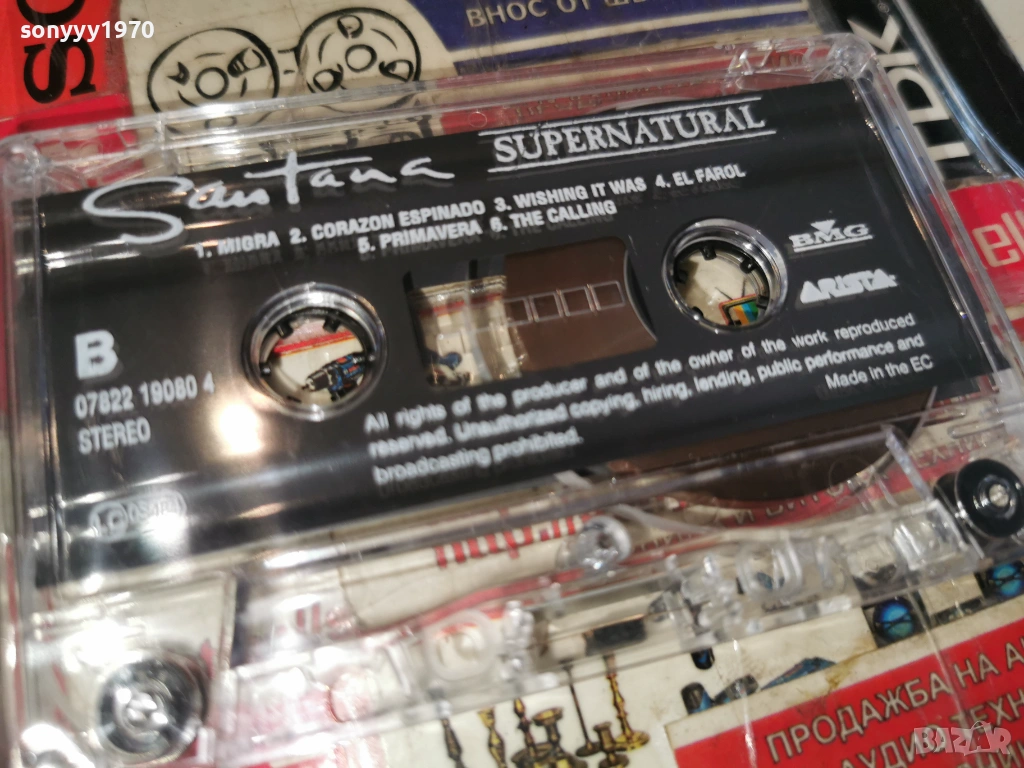 sonyyy1970
ВНОС ОТ
TDK
Santana SUPERNATURAL
1. MIGRA 2. CORAZON ESPINADO 3. WISHING IT WAS 4. EL FAROL
5. PRIMAVERA 6. THE CALLING
BMG
ARISTA
B
07822 19080 4
STEREO
All rights of the producer and of the owner of the work reproduced
reserved. Unauthorized copying, hiring, lending, public performance and
broadcasting prohibited.
Made in the EC
ПРОДАЖБА НА
BAZAR